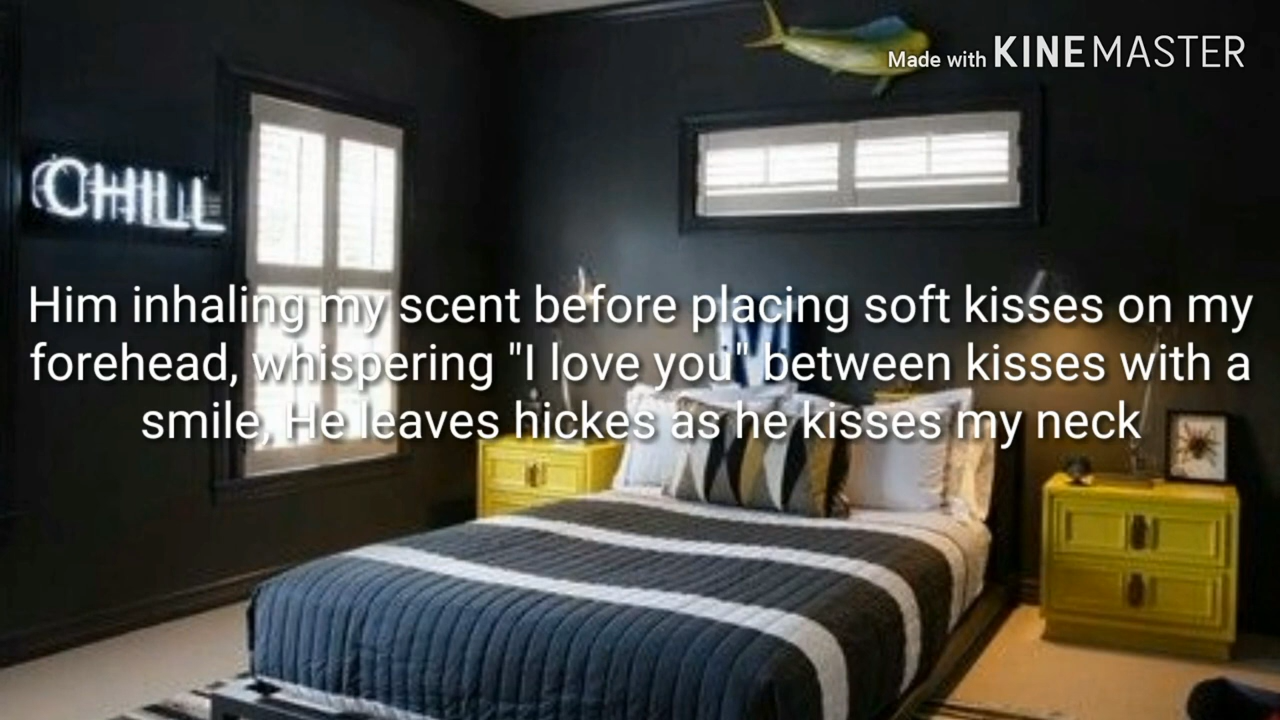 Made with KINEMASTER
CHILL
Him inhaling my scent before placing soft kisses on my
forehead, whispering "I love you" between kisses with a
smile, He leaves hickes as he kisses my neck